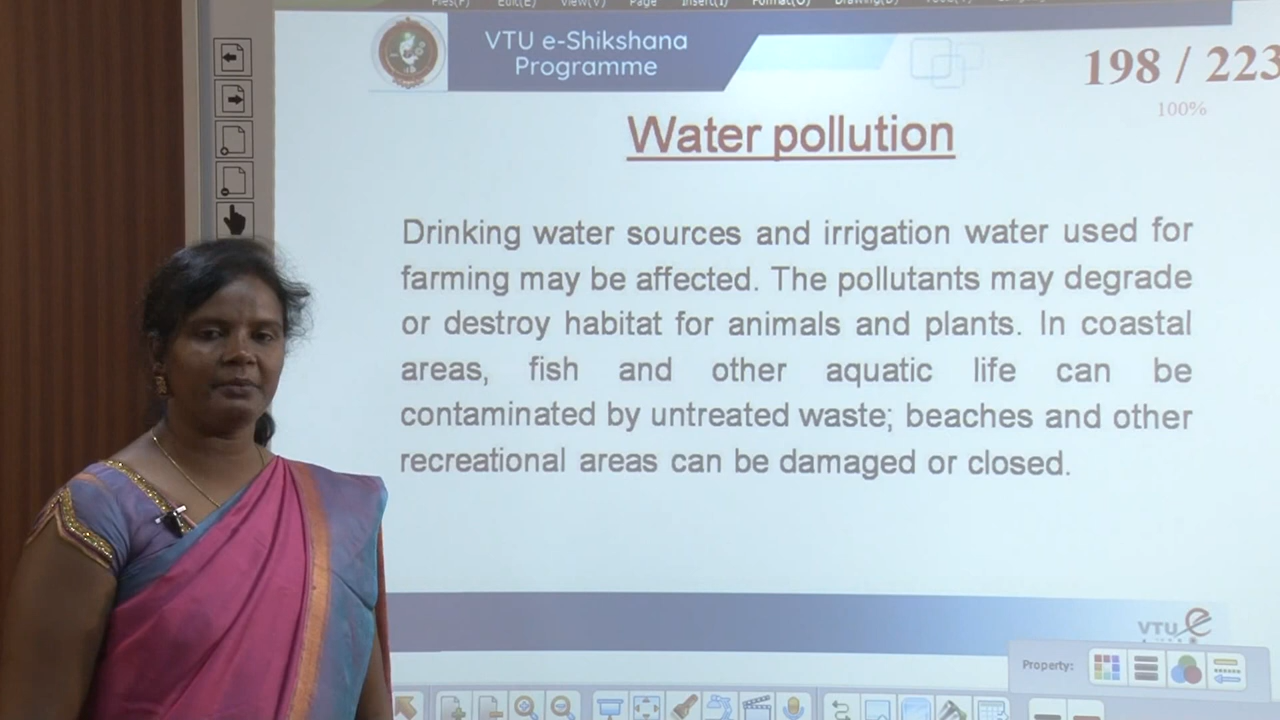 VTU e-Shikshana
Programme
198 / 223
100%
Water pollution
Drinking water sources and irrigation water used for
farming may be affected. The pollutants may degrade
or destroy habitat for animals and plants. In coastal
areas, fish and other aquatic life can be
contaminated by untreated waste; beaches and other
recreational areas can be damaged or closed.
VTU e
Property: